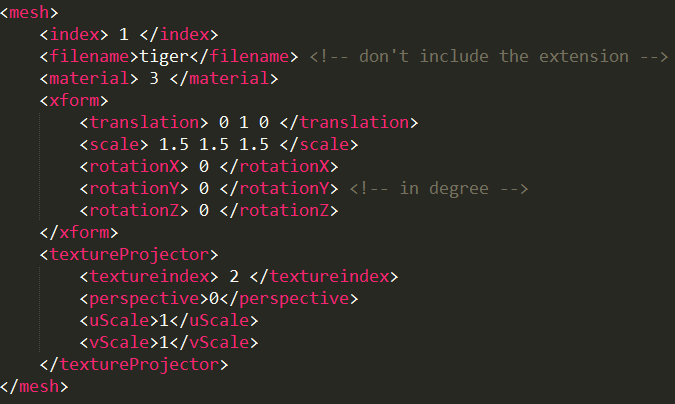 <mesh>
<index> 1 </index>
<filename>tiger</filename> <!-- don't include the extension -->
<material> 3 </material>
<xform>
<translation> 0 1 0 </translation>
<scale> 1.5 1.5 1.5 </scale>
<rotationX> 0 </rotationX>
<rotationY> 0 </rotationY> <!-- in degree -->
<rotationZ> 0 </rotationZ>
</xform>
<textureProjector>
<textureindex> 2 </textureindex>
<perspective>0</perspective>
<uScale>1</uScale>
<vScale>1</vScale>
</textureProjector>
</mesh>